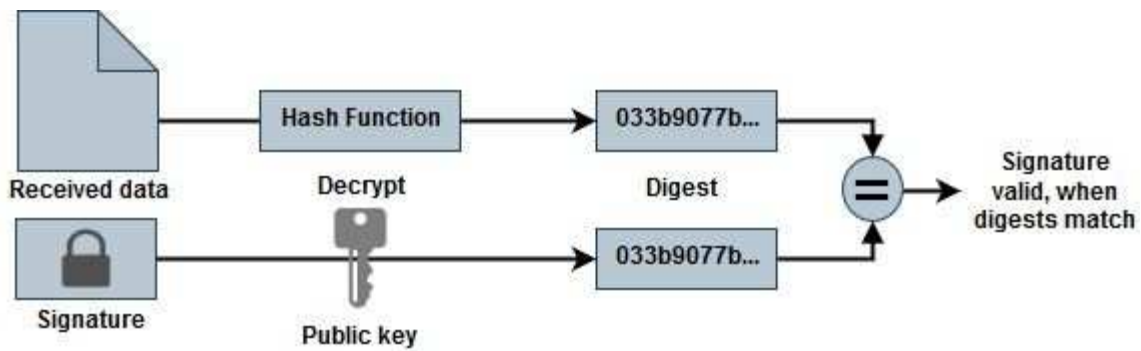 Hash Function
033b9077b...
Received data
Decrypt
Digest
Signature
valid, when
digests match
033b9077b...
Signature
Public key